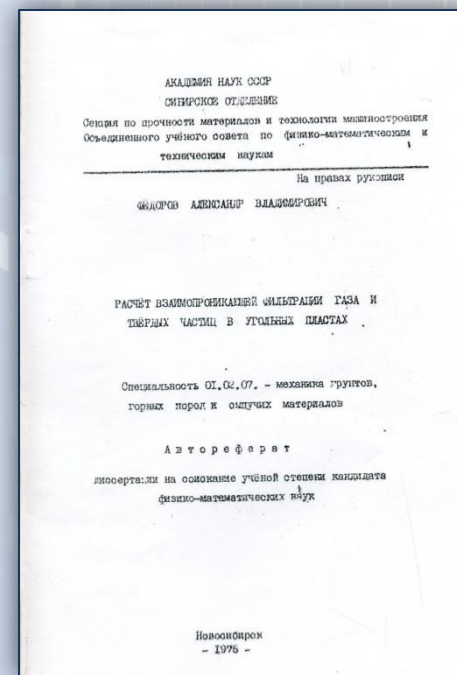 АКАДЕМИЯ НАУК СССР
СИБИРСКОЕ ОТДЕЛЕНИЕ
Секция по прочности материалов и технологии машиностроения
Объединенного учёного совета по физико-математическим и
техническим наукам
На правах рукописи
ФЁДОРОВ АЛЕКСАНДР ВЛАДИМИРОВИЧ
РАСЧЁТ ВЗАИМОПРОНИКАЮЩЕЙ ФИЛЬТРАЦИИ ГАЗА И
ТВЁРДЫХ ЧАСТИЦ В УГОЛЬНЫХ ПЛАСТАХ
Специальность 01.02.07. - механика грунтов,
горных пород и сыпучих материалов
Автореферат
диссертации на соискание учёной степени кандидата
физико-математических наук
Новосибирск
- 1976 -